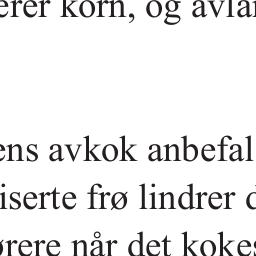 erer korn, og avla
ens avkok anbefal
iserte frø lindrer d
ørere når det kokes